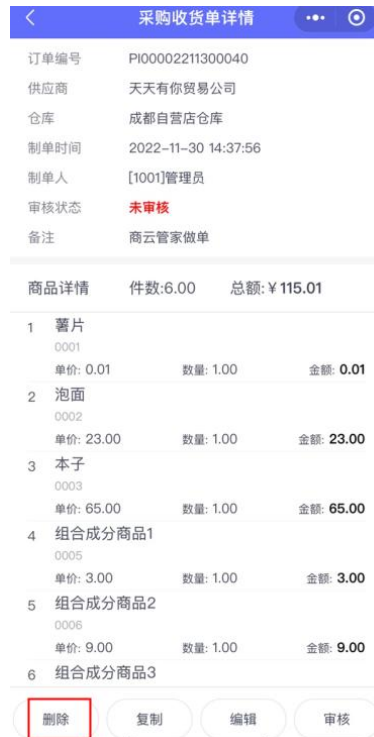 采购收货单详情
订单编号 PI00002211300040
供应商 天天有你贸易公司
仓库 成都自营店仓库
制单时间 2022-11-30 14:37:56
制单人 [1001]管理员
审核状态 未审核
备注 商云管家做单
商品详情 件数:6.00 总额:¥115.01
1 薯片
0001
单价: 0.01 数量: 1.00 金额: 0.01
2 泡面
0002
单价: 23.00 数量: 1.00 金额: 23.00
3 本子
0003
单价: 65.00 数量: 1.00 金额: 65.00
4 组合成分商品1
0005
单价: 3.00 数量: 1.00 金额: 3.00
5 组合成分商品2
0006
单价: 9.00 数量: 1.00 金额: 9.00
6 组合成分商品3
删除 复制 编辑 审核